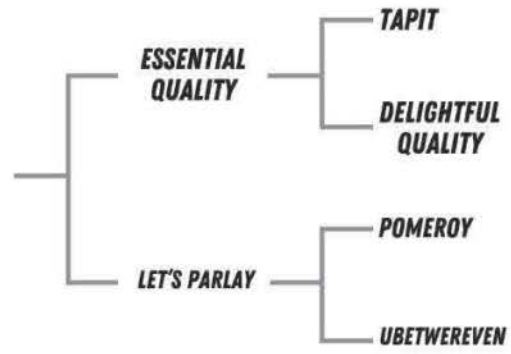 TAPIT
ESSENTIAL
QUALITY
DELIGHTFUL
QUALITY
POMEROY
LET'S PARLAY
UBETWEREVEN